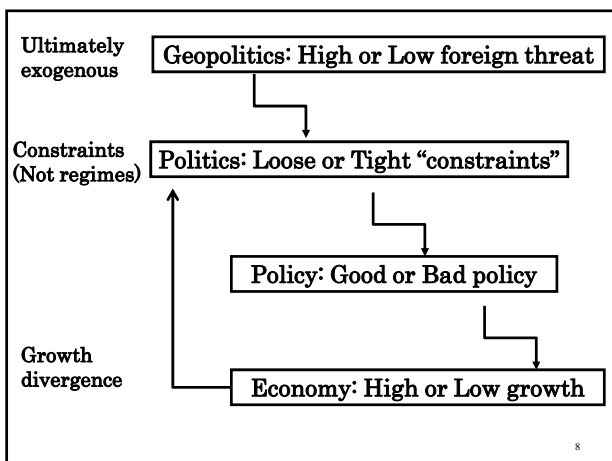 Ultimately
exogenous
Geopolitics: High or Low foreign threat
Constraints
(Not regimes)
Politics: Loose or Tight “constraints”
Policy: Good or Bad policy
Growth
divergence
Economy: High or Low growth
8